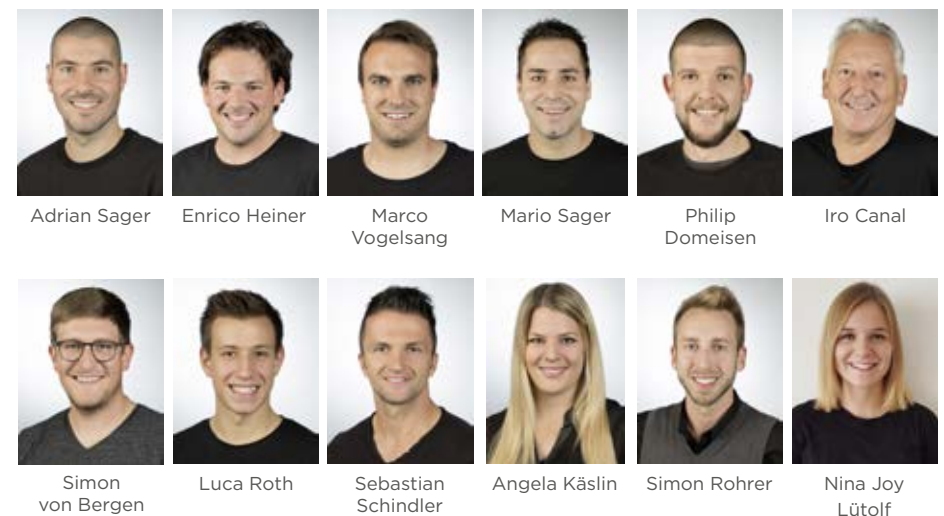 Adrian Sager
Enrico Heiner
Marco
Vogelsang
Mario Sager
Philip
Domeisen
Iro Canal
Simon
von Bergen
Luca Roth
Sebastian
Schindler
Angela Käslin
Simon Rohrer
Nina Joy
Lütolf